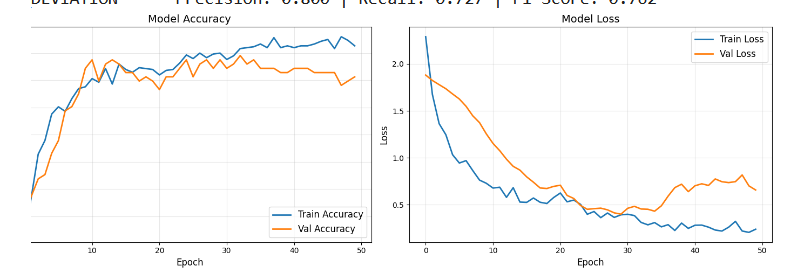 DEVIATION Precision: 0.800 | Recall: 0.727 | F1-Score: 0.762
Model Accuracy
Train Accuracy
Val Accuracy
10 20 30 40 50
Epoch
Model Loss
Train Loss
Val Loss
2.0
1.5
1.0
0.5
Loss
0 10 20 30 40 50
Epoch